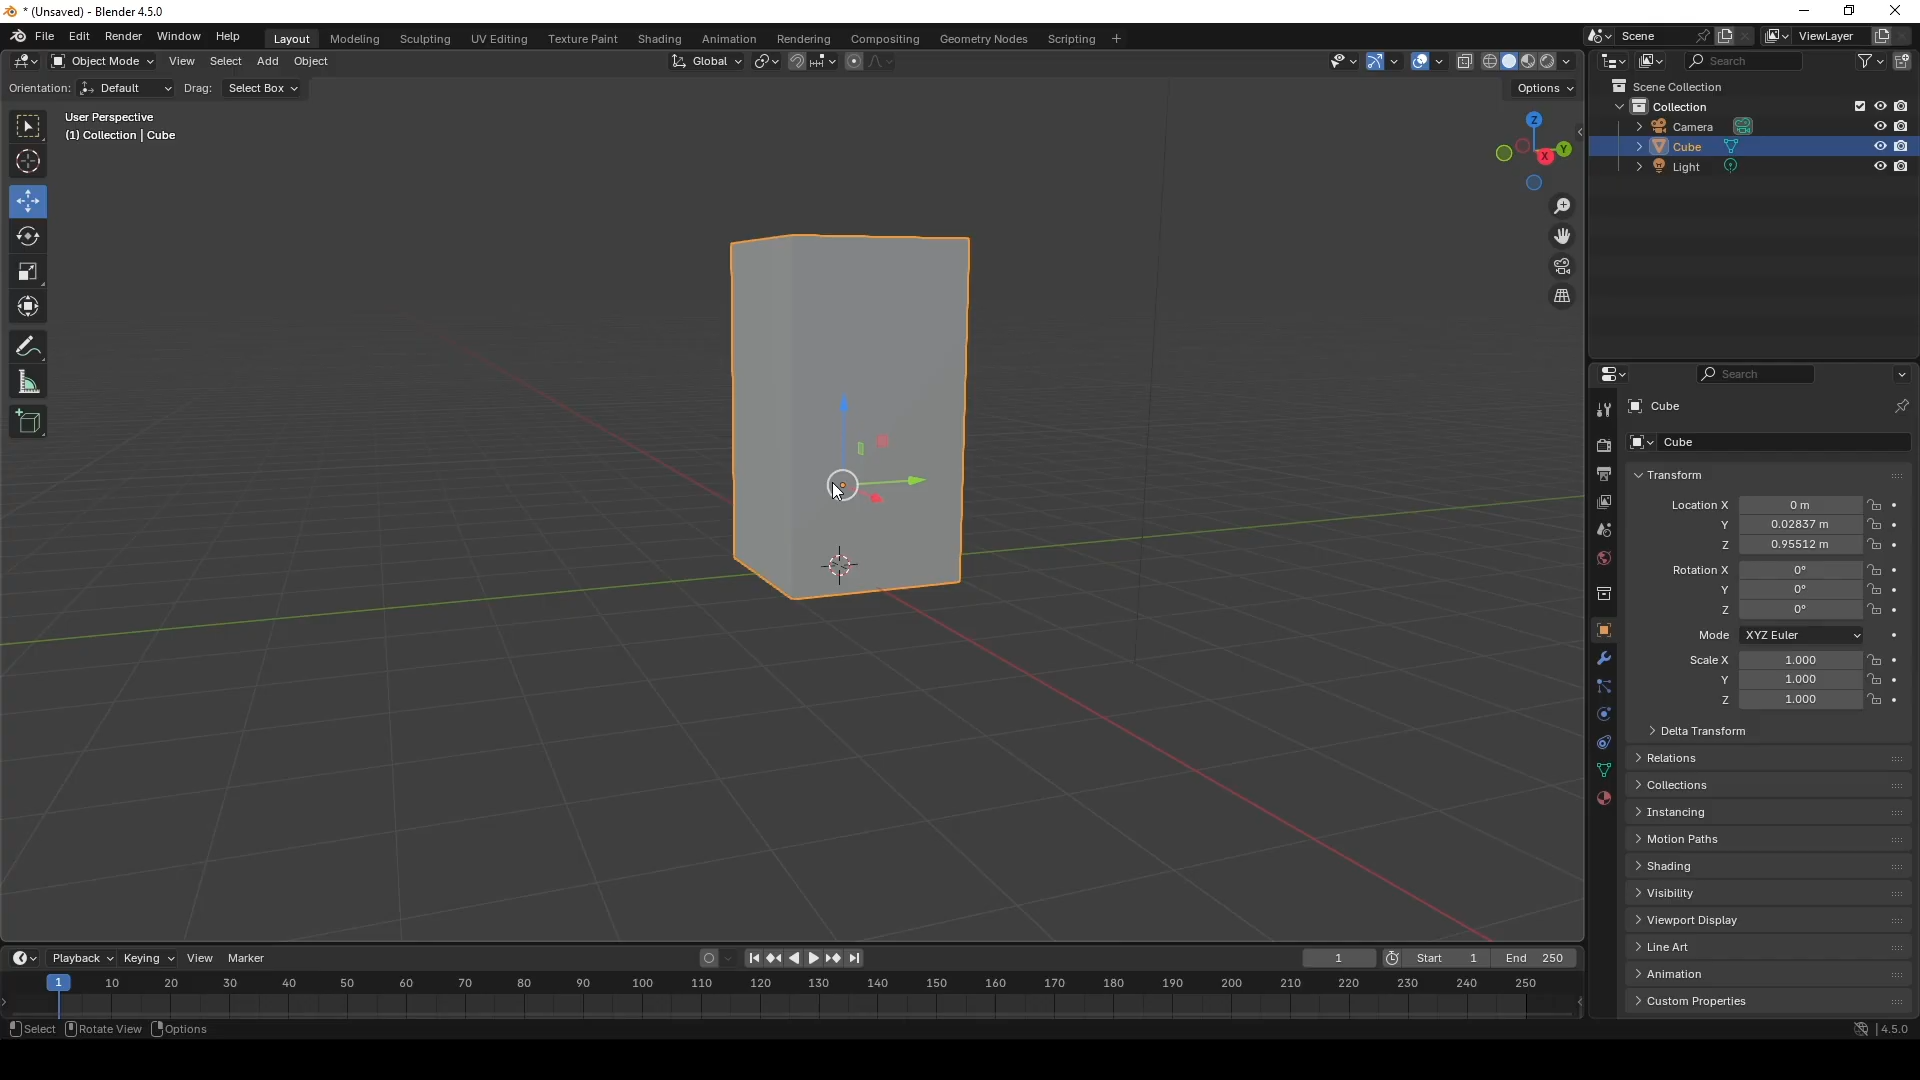 * (Unsaved) - Blender 4.5.0
File Edit Render Window Help Layout Modeling Sculpting UV Editing Texture Paint Shading Animation Rendering Compositing Geometry Nodes Scripting + Scene ViewLayer
Object Mode View Select Add Object Global Search
Orientation: Default Drag: Select Box Options
User Perspective
(1) Collection | Cube
Z
Y
X
Scene Collection
Collection
Camera
Cube
Light
Search
Cube
Cube
Transform
Location X 0 m
Y 0.02837 m
Z 0.95512 m
Rotation X 0°
Y 0°
Z 0°
Mode XYZ Euler
Scale X 1.000
Y 1.000
Z 1.000
Delta Transform
Relations
Collections
Instancing
Motion Paths
Shading
Visibility
Viewport Display
Line Art
Animation
Custom Properties
Playback Keying View Marker 1 Start 1 End 250
1 10 20 30 40 50 60 70 80 90 100 110 120 130 140 150 160 170 180 190 200 210 220 230 240 250
Select Rotate View Options 4.5.0